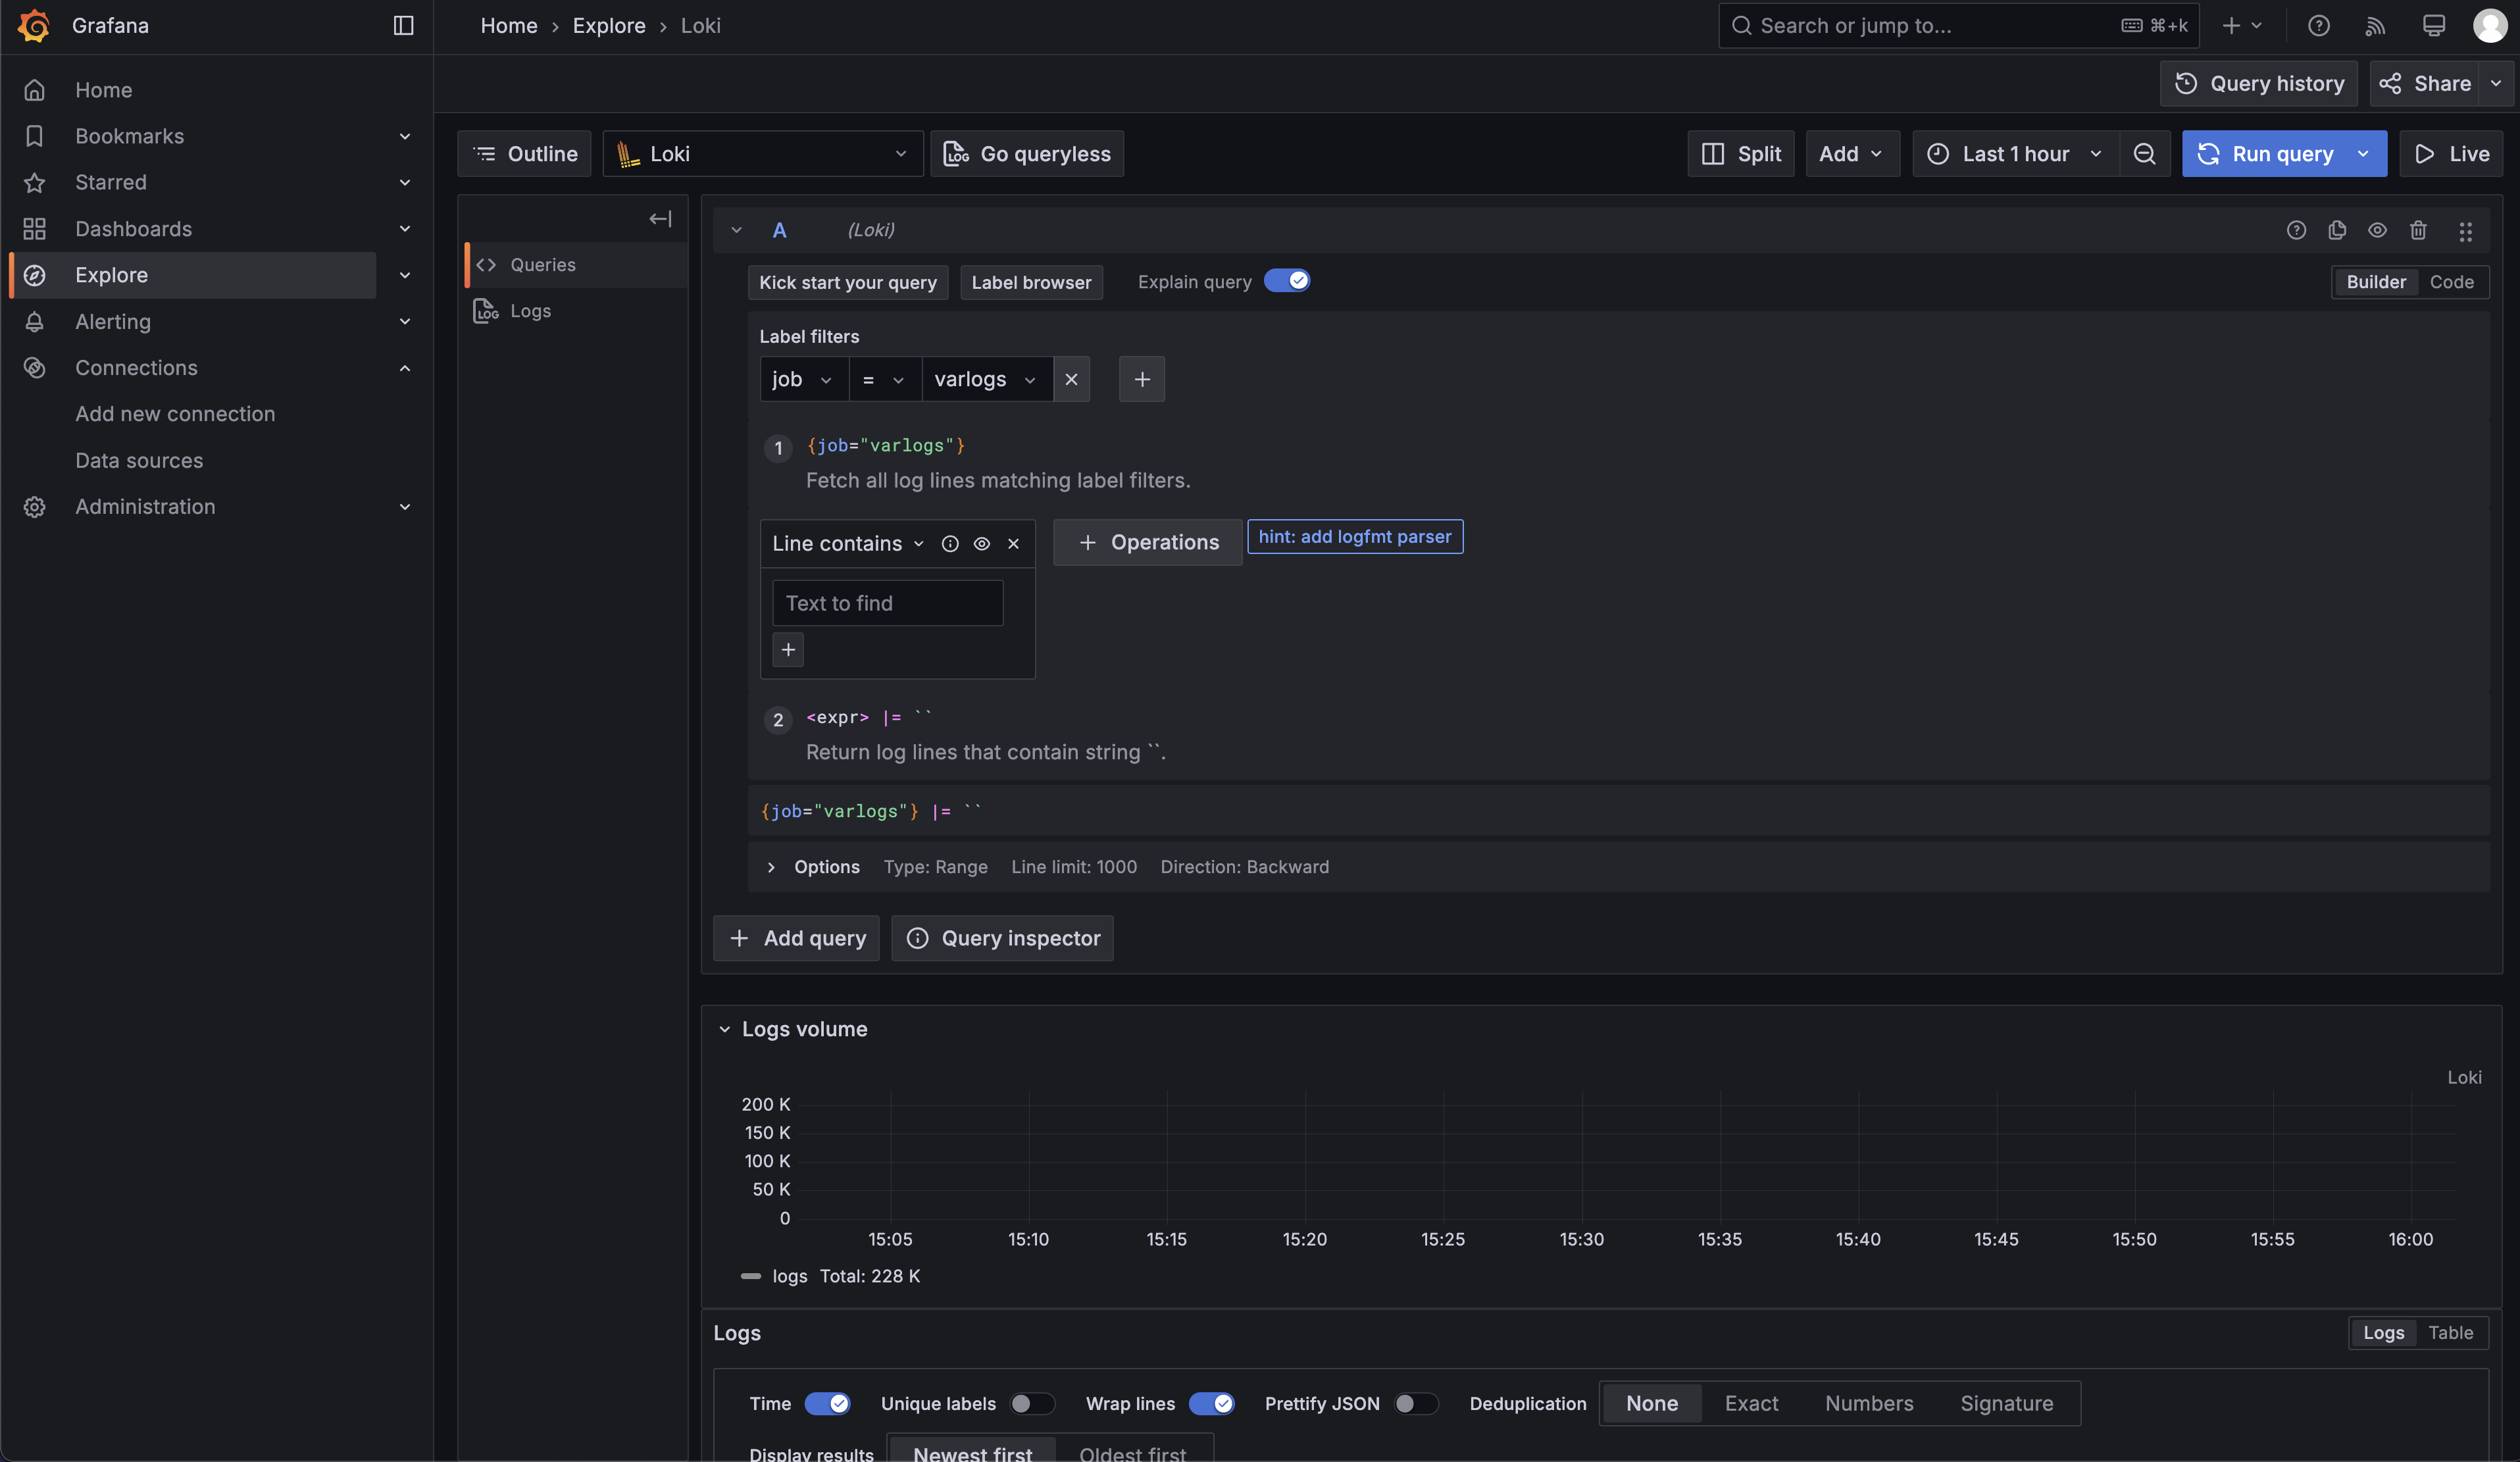 Grafana
Home › Explore › Loki
Search or jump to... ⌘+k
Home
Bookmarks
Starred
Dashboards
Explore
Alerting
Connections
Add new connection
Data sources
Administration
Query history
Share
Outline
Loki
LOG Go queryless
Split
Add
Last 1 hour
Run query
Live
Queries
LOG Logs
A (Loki)
Kick start your query
Label browser
Explain query
Builder Code
Label filters
job = varlogs
1 {job="varlogs"}
Fetch all log lines matching label filters.
Line contains
+ Operations
hint: add logfmt parser
Text to find
2 <expr> |= ``
Return log lines that contain string ``.
{job="varlogs"} |= ``
Options Type: Range Line limit: 1000 Direction: Backward
+ Add query
Query inspector
Logs volume
Loki
200 K
150 K
100 K
50 K
0
15:05 15:10 15:15 15:20 15:25 15:30 15:35 15:40 15:45 15:50 15:55 16:00
logs Total: 228 K
Logs
Logs Table
Time Unique labels Wrap lines Prettify JSON Deduplication None Exact Numbers Signature
Display results Newest first Oldest first